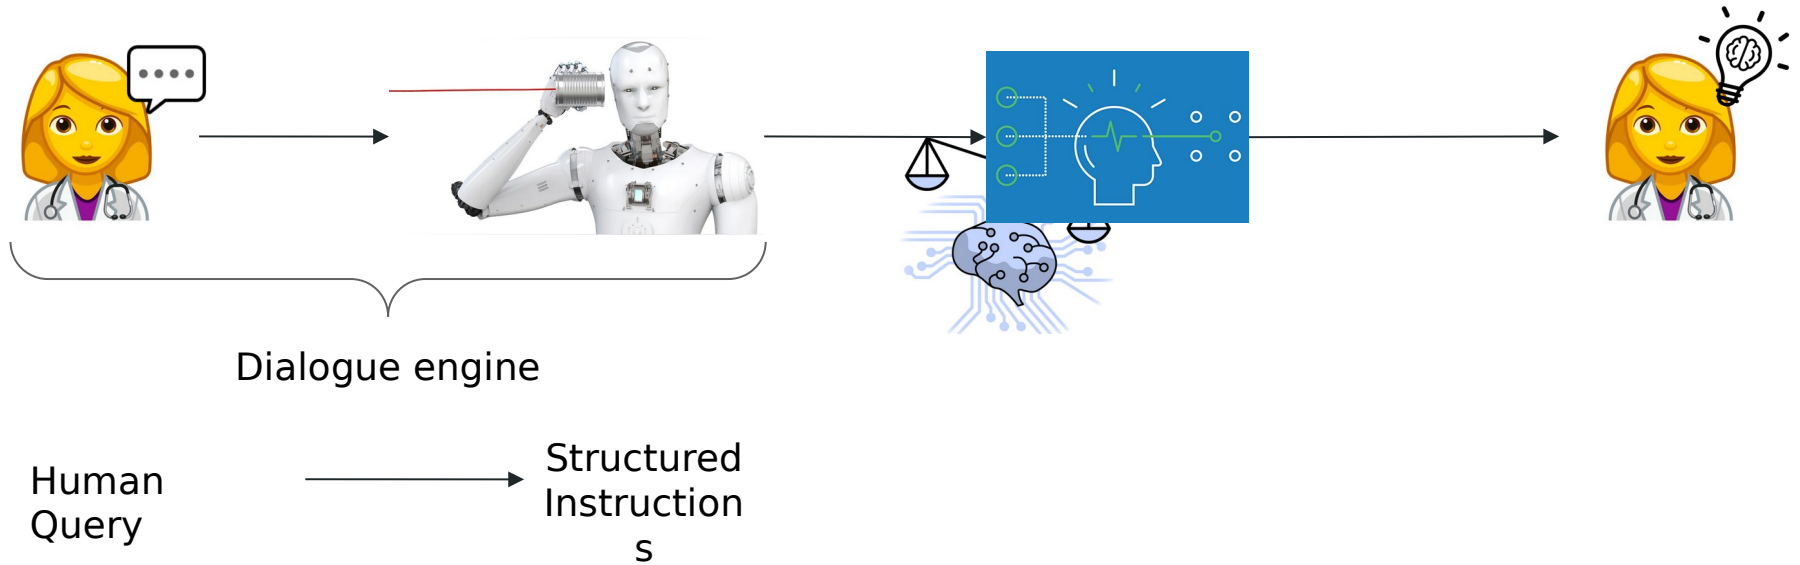 Dialogue engine
Human
Query
Structured
Instruction
s